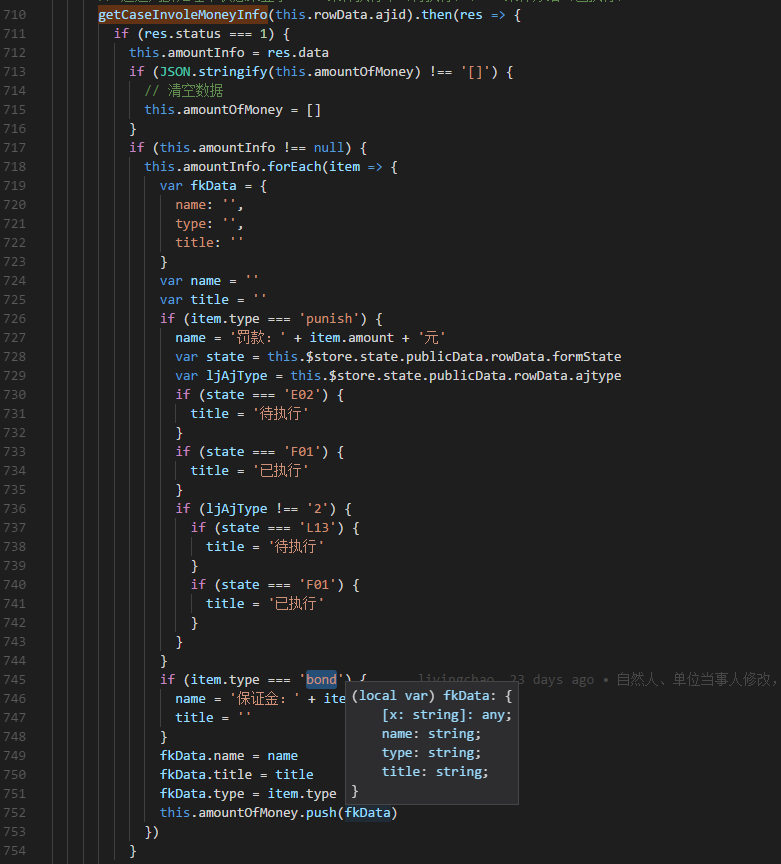 710 getCaseInvoleMoneyInfo(this.rowData.ajid).then(res => {
711 if (res.status === 1) {
712 this.amountInfo = res.data
713 if (JSON.stringify(this.amountOfMoney) !== '[]') {
714 // 清空数据
715 this.amountOfMoney = []
716 }
717 if (this.amountInfo !== null) {
718 this.amountInfo.forEach(item => {
719 var fkData = {
720 name: '',
721 type: '',
722 title: ''
723 }
724 var name = ''
725 var title = ''
726 if (item.type === 'punish') {
727 name = '罚款：' + item.amount + '元'
728 var state = this.$store.state.publicData.rowData.formState
729 var ljAjType = this.$store.state.publicData.rowData.ajtype
730 if (state === 'E02') {
731 title = '待执行'
732 }
733 if (state === 'F01') {
734 title = '已执行'
735 }
736 if (ljAjType !== '2') {
737 if (state === 'L13') {
738 title = '待执行'
739 }
740 if (state === 'F01') {
741 title = '已执行'
742 }
743 }
744 }
745 if (item.type === 'bond') { livingchao, 23 days ago • 自然人、单位当事人修改，
746 name = '保证金：' + ite
747 title = ''
748 }
749 fkData.name = name
750 fkData.title = title
751 fkData.type = item.type
752 this.amountOfMoney.push(fkData)
753 })
754 }
(local var) fkData: {
[x: string]: any;
name: string;
type: string;
title: string;
}